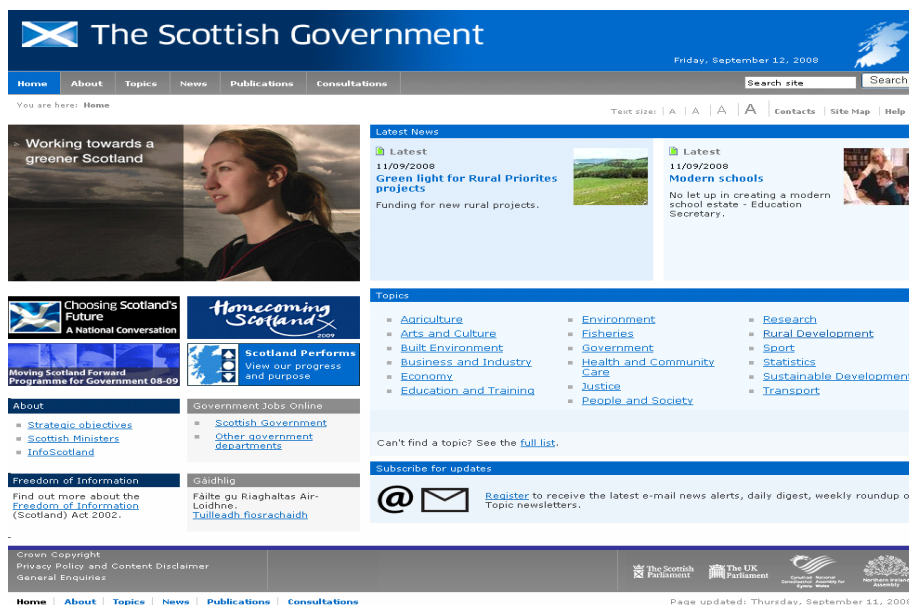 The Scottish Government
Friday, September 12, 2008
Home About Topics News Publications Consultations
Search site Search
You are here: Home
Text size: A A A A Contacts Site Map Help
Working towards a
greener Scotland
Latest News
Latest
11/09/2008
Green light for Rural Priorites
projects
Funding for new rural projects.
Latest
11/09/2008
Modern schools
No let up in creating a modern
school estate - Education
Secretary.
Choosing Scotland's
Future
A National Conversation
Homecoming
Scotland
2009
Moving Scotland Forward
Programme for Government 08-09
Scotland Performs
View our progress
and purpose
Topics
Agriculture
Arts and Culture
Built Environment
Business and Industry
Economy
Education and Training
Environment
Fisheries
Government
Health and Community
Care
Justice
People and Society
Research
Rural Development
Sport
Statistics
Sustainable Development
Transport
Can't find a topic? See the full list.
About
Strategic objectives
Scottish Ministers
InfoScotland
Government Jobs Online
Scottish Government
Other government
departments
Subscribe for updates
@
Register to receive the latest e-mail news alerts, daily digest, weekly roundup o
Topic newsletters.
Freedom of Information
Find out more about the
Freedom of Information
(Scotland) Act 2002.
Gàidhlig
Fàilte gu Riaghaltas Air-
Loidhne.
Tuilleadh fiosrachaidh
Crown Copyright
Privacy Policy and Content Disclaimer
General Enquiries
The Scottish
Parliament
The UK
Parliament
National
Assembly for
Wales
Northern Ireland
Assembly
Home About Topics News Publications Consultations
Page updated: Thursday, September 11, 2008